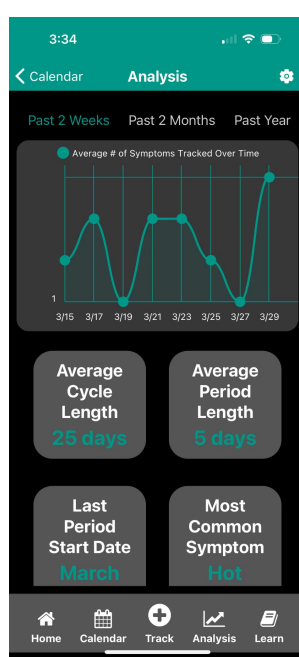 3:34
Calendar
Analysis
Past 2 Weeks Past 2 Months Past Year
Average # of Symptoms Tracked Over Time
1
3/15 3/17 3/19 3/21 3/23 3/25 3/27 3/29
Average
Cycle
Length
25 days
Average
Period
Length
5 days
Last
Period
Start Date
March
Most
Common
Symptom
Hot
Home Calendar Track Analysis Learn